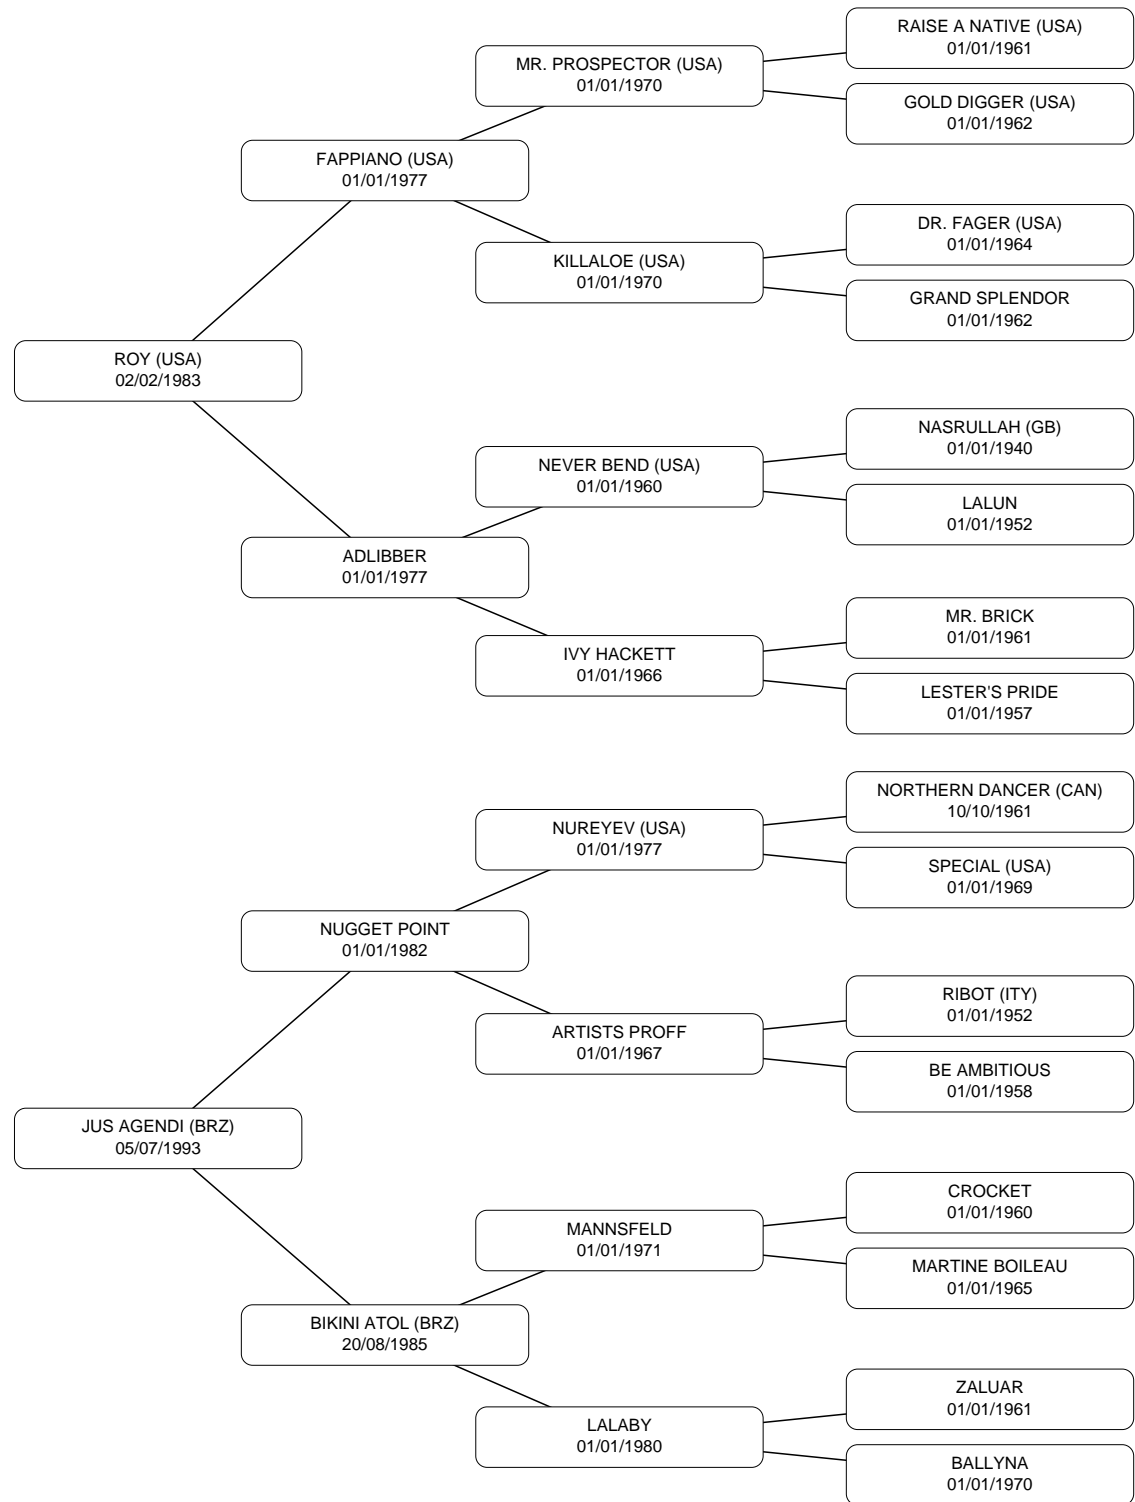 RAISE A NATIVE (USA)
01/01/1961
MR. PROSPECTOR (USA)
01/01/1970
GOLD DIGGER (USA)
01/01/1962
FAPPIANO (USA)
01/01/1977
DR. FAGER (USA)
01/01/1964
KILLALOE (USA)
01/01/1970
GRAND SPLENDOR
01/01/1962
ROY (USA)
02/02/1983
NASRULLAH (GB)
01/01/1940
NEVER BEND (USA)
01/01/1960
LALUN
01/01/1952
ADLIBBER
01/01/1977
MR. BRICK
01/01/1961
IVY HACKETT
01/01/1966
LESTER'S PRIDE
01/01/1957
NORTHERN DANCER (CAN)
10/10/1961
NUREYEV (USA)
01/01/1977
SPECIAL (USA)
01/01/1969
NUGGET POINT
01/01/1982
RIBOT (ITY)
01/01/1952
ARTISTS PROFF
01/01/1967
BE AMBITIOUS
01/01/1958
JUS AGENDI (BRZ)
05/07/1993
CROCKET
01/01/1960
MANNSFELD
01/01/1971
MARTINE BOILEAU
01/01/1965
BIKINI ATOL (BRZ)
20/08/1985
ZALUAR
01/01/1961
LALABY
01/01/1980
BALLYNA
01/01/1970